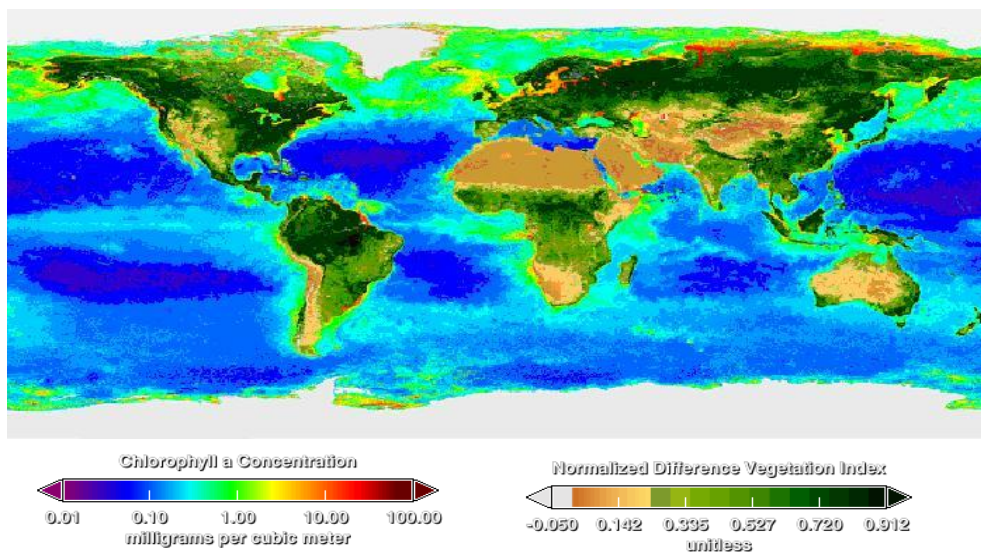 Chlorophyll a Concentration
0.01 0.10 1.00 10.00 100.00
milligrams per cubic meter
Normalized Difference Vegetation Index
-0.050 0.142 0.335 0.527 0.720 0.912
unitless